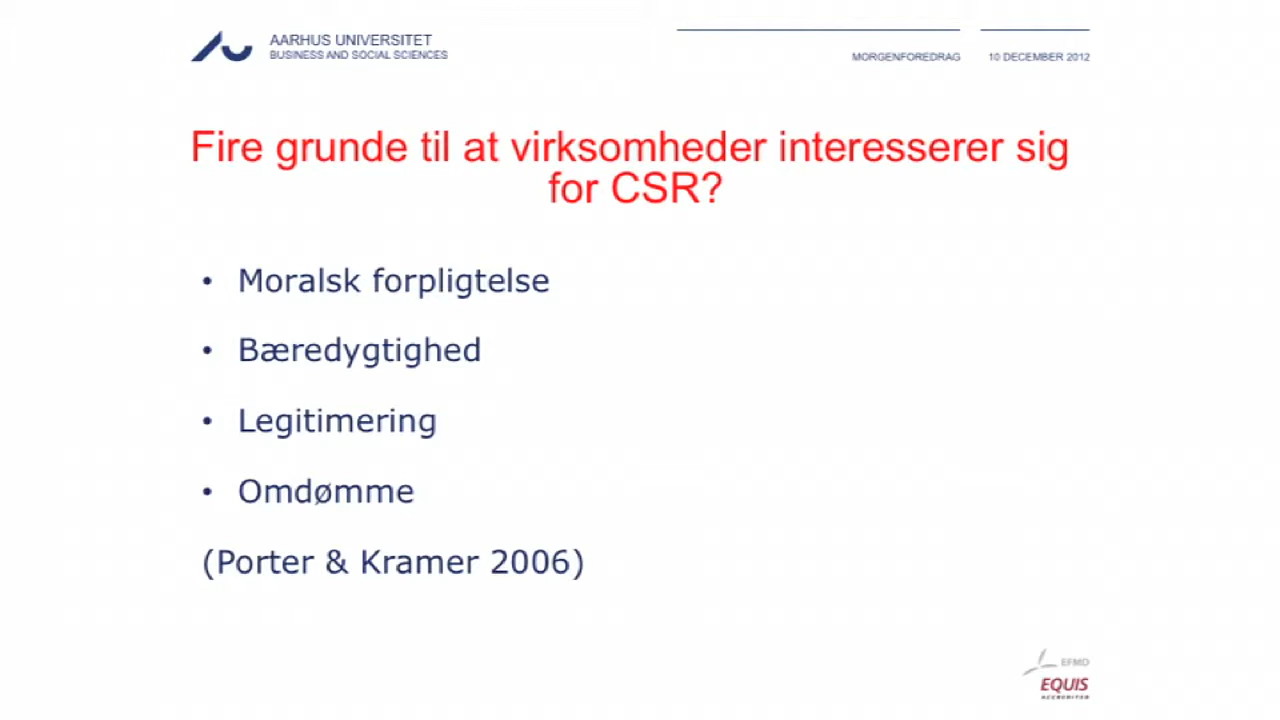 AARHUS UNIVERSITET
BUSINESS AND SOCIAL SCIENCES
MORGENFOREDRAG
10 DECEMBER 2012
Fire grunde til at virksomheder interesserer sig
for CSR?
• Moralsk forpligtelse
• Bæredygtighed
• Legitimering
• Omdømme
(Porter & Kramer 2006)
EFMD
EQUIS
ACCREDITED